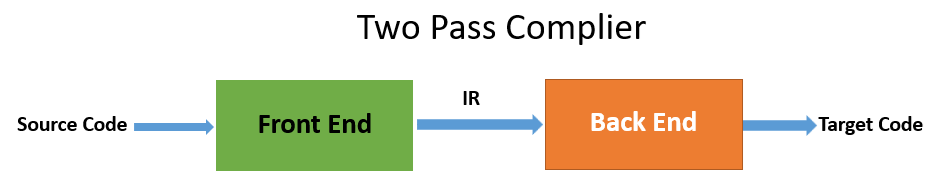 Two Pass Complier
Source Code
Front End
IR
Back End
Target Code